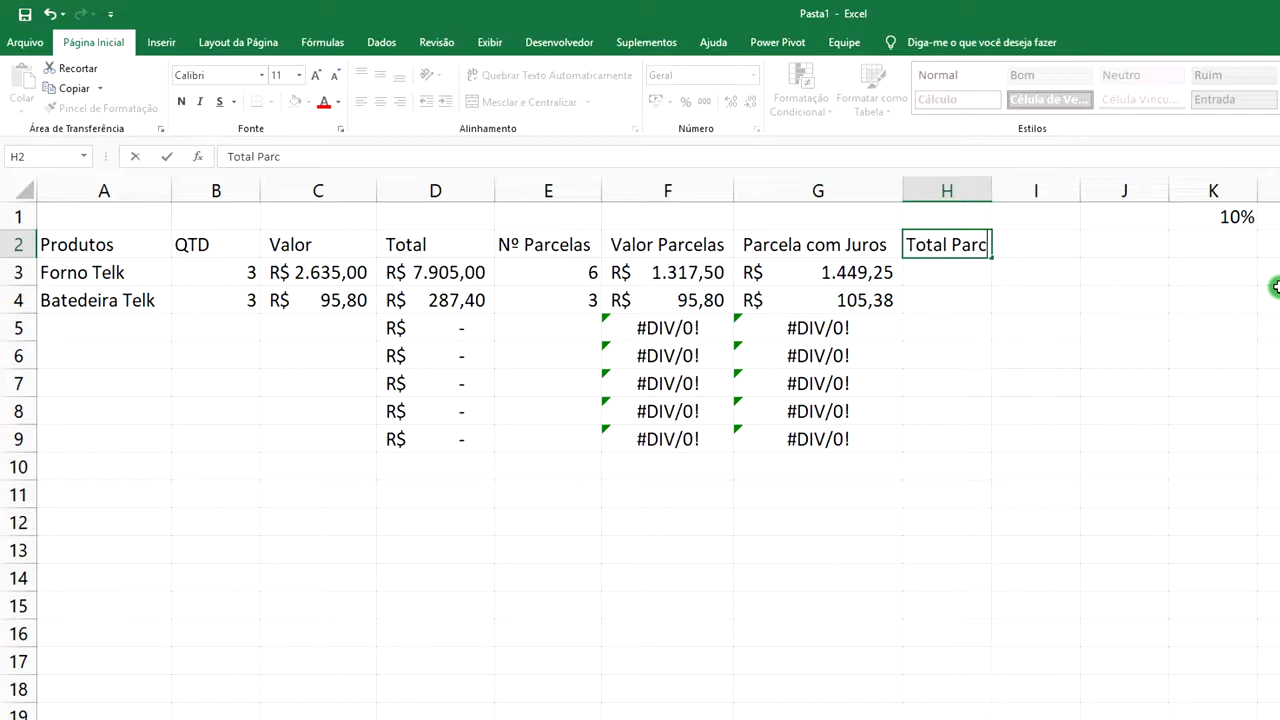 Pasta1 - Excel
Arquivo Página Inicial Inserir Layout da Página Fórmulas Dados Revisão Exibir Desenvolvedor Suplementos Ajuda Power Pivot Equipe Diga-me o que você deseja fazer
Colar
Recortar
Copiar
Pincel de Formatação
Área de Transferência
Calibri 11
N I S
Fonte
Quebrar Texto Automaticamente
Mesclar e Centralizar
Alinhamento
Geral
% 000
Número
Formatação Condicional
Formatar como Tabela
Normal Bom Neutro Ruim
Cálculo Célula de Ve... Célula Vincu... Entrada
Estilos
H2 fx Total Parc
A B C D E F G H I J K
1 10%
2 Produtos QTD Valor Total Nº Parcelas Valor Parcelas Parcela com Juros Total Parc
3 Forno Telk 3 R$ 2.635,00 R$ 7.905,00 6 R$ 1.317,50 R$ 1.449,25
4 Batedeira Telk 3 R$ 95,80 R$ 287,40 3 R$ 95,80 R$ 105,38
5 R$ - #DIV/0! #DIV/0!
6 R$ - #DIV/0! #DIV/0!
7 R$ - #DIV/0! #DIV/0!
8 R$ - #DIV/0! #DIV/0!
9 R$ - #DIV/0! #DIV/0!
10
11
12
13
14
15
16
17
18
19